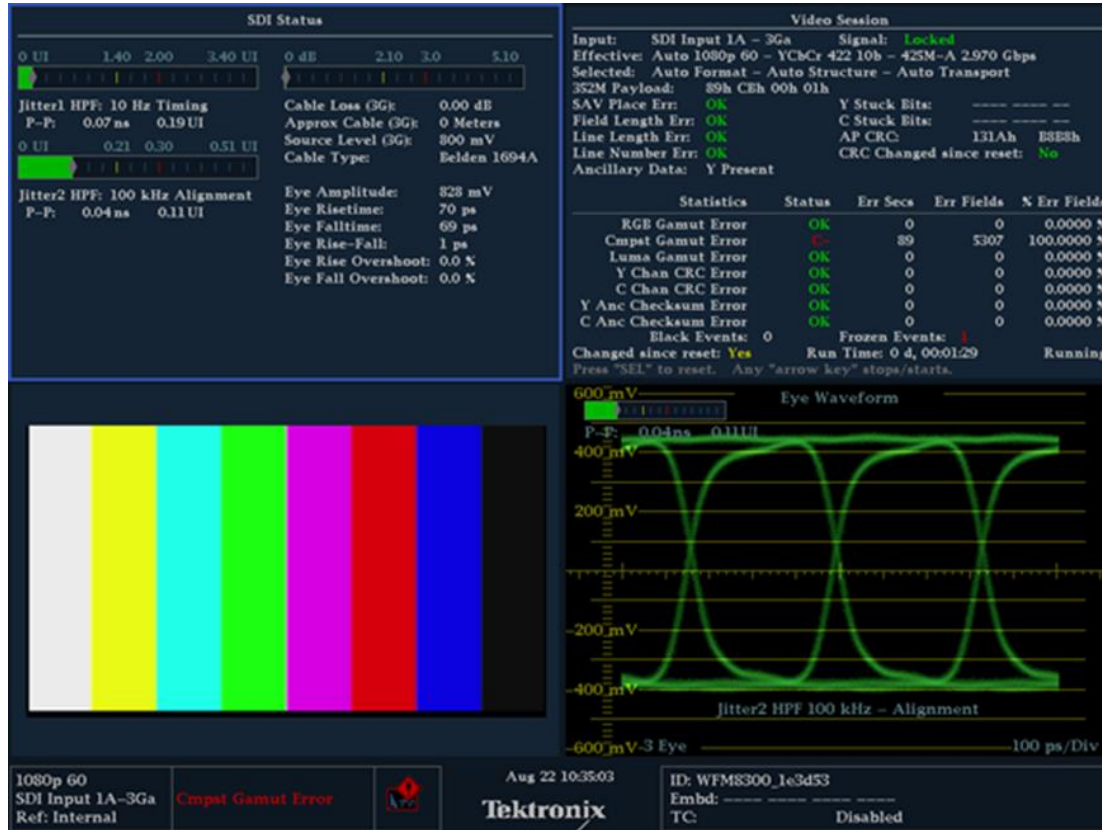 SDI Status
0 UI 1.40 2.00 3.40 UI
Jitter1 HPF: 10 Hz Timing
P-P: 0.07 ns 0.19 UI
0 UI 0.21 0.30 0.51 UI
Jitter2 HPF: 100 kHz Alignment
P-P: 0.04 ns 0.11 UI
0 dB 2.10 3.0 5.10
Cable Loss (3G): 0.00 dB
Approx Cable (3G): 0 Meters
Source Level (3G): 800 mV
Cable Type: Belden 1694A
Eye Amplitude: 828 mV
Eye Risetime: 70 ps
Eye Falltime: 69 ps
Eye Rise-Fall: 1 ps
Eye Rise Overshoot: 0.0 %
Eye Fall Overshoot: 0.0 %
Video Session
Input: SDI Input 1A - 3Ga Signal: Locked
Effective: Auto 1080p 60 - YCbCr 422 10b - 425M-A 2.970 Gbps
Selected: Auto Format - Auto Structure - Auto Transport
352M Payload: 89h CBh 00h 01h
SAV Place Err: OK Y Stuck Bits: ---- ---- --
Field Length Err: OK C Stuck Bits: ---- ---- --
Line Length Err: OK AP CRC: 131Ah B8B8h
Line Number Err: OK CRC Changed since reset: No
Ancillary Data: Y Present
Statistics Status Err Secs Err Fields % Err Fields
RGB Gamut Error OK 0 0 0.0000 %
Cmpst Gamut Error C- 89 5307 100.0000 %
Luma Gamut Error OK 0 0 0.0000 %
Y Chan CRC Error OK 0 0 0.0000 %
C Chan CRC Error OK 0 0 0.0000 %
Y Anc Checksum Error OK 0 0 0.0000 %
C Anc Checksum Error OK 0 0 0.0000 %
Black Events: 0 Frozen Events: 1
Changed since reset: Yes Run Time: 0 d, 00:01:29 Running
Press "SEL" to reset. Any "arrow key" stops/starts.
600 mV Eye Waveform
P-P: 0.04 ns 0.11 UI
400 mV
200 mV
-200 mV
-400 mV
Jitter2 HPF 100 kHz - Alignment
-600 mV 3 Eye 100 ps/Div
1080p 60
SDI Input 1A-3Ga
Ref: Internal
Cmpst Gamut Error
Aug 22 10:35:03
Tektronix
ID: WFM8300_1e3d53
Embd: ---- ---- ---- ----
TC: Disabled